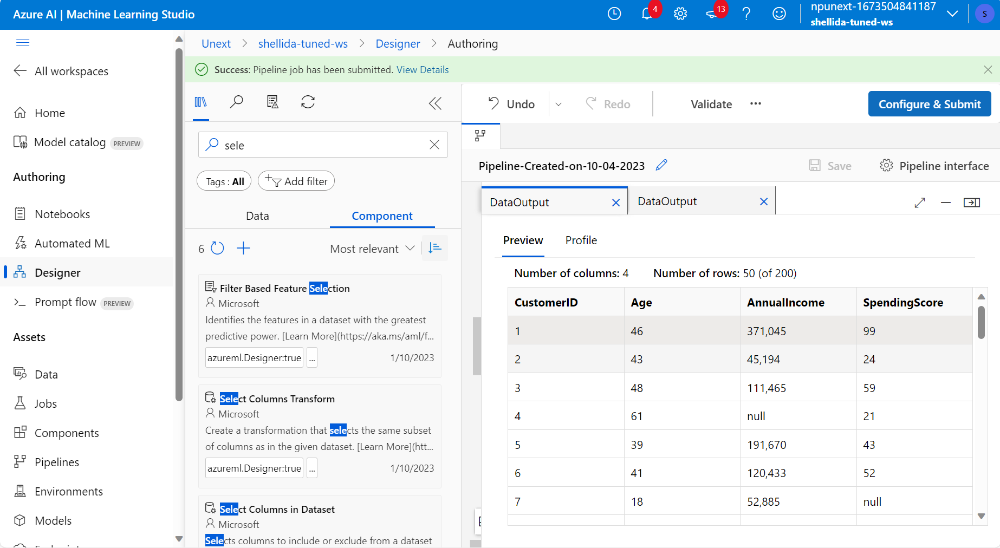 Azure AI | Machine Learning Studio
4
13
npunext-1673504841187
shellida-tuned-ws
S
All workspaces
Home
Model catalog PREVIEW
Authoring
Notebooks
Automated ML
Designer
Prompt flow PREVIEW
Assets
Data
Jobs
Components
Pipelines
Environments
Models
Unext > shellida-tuned-ws > Designer > Authoring
Success: Pipeline job has been submitted. View Details
sele
Tags : All
Add filter
Data Component
6
Most relevant
Filter Based Feature Selection
Microsoft
Identifies the features in a dataset with the greatest
predictive power. [Learn More](https://aka.ms/aml/f...
azureml.Designer:true ... 1/10/2023
Select Columns Transform
Microsoft
Create a transformation that selects the same subset
of columns as in the given dataset. [Learn More](htt...
azureml.Designer:true ... 1/10/2023
Select Columns in Dataset
Microsoft
Selects columns to include or exclude from a dataset
Undo Redo Validate ... Configure & Submit
Pipeline-Created-on-10-04-2023 Save Pipeline interface
DataOutput DataOutput
Preview Profile
Number of columns: 4 Number of rows: 50 (of 200)
CustomerID Age AnnualIncome SpendingScore
1 46 371,045 99
2 43 45,194 24
3 48 111,465 59
4 61 null 21
5 39 191,670 43
6 41 120,433 52
7 18 52,885 null